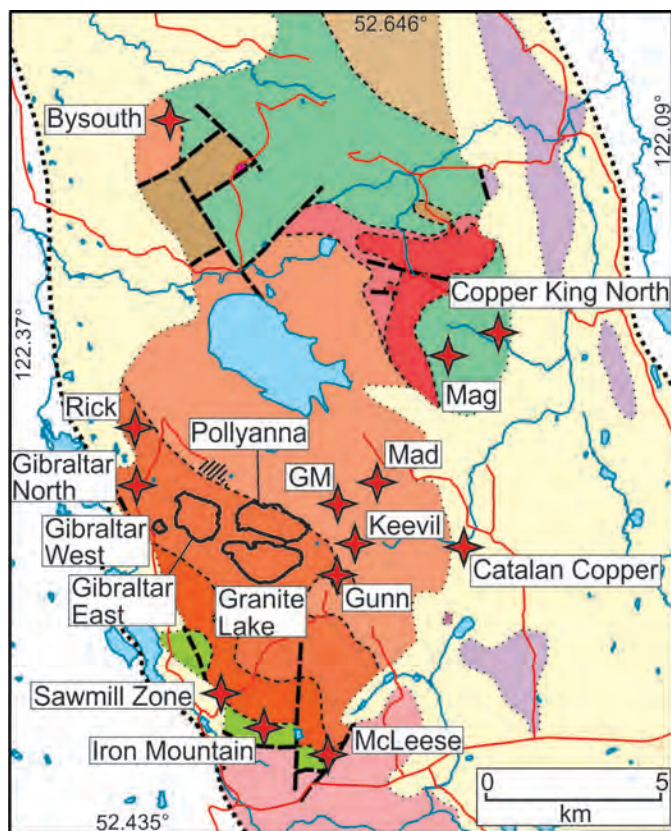 52.646°
122.09°
Bysouth
122.37°
Copper King North
Mag
Rick
Pollyanna
Gibraltar
North
GM
Mad
Keevil
Gibraltar
West
Gibraltar
East
Granite
Lake
Gunn
Catalan Copper
Sawmill Zone
Iron Mountain
McLeese
0 5
km
52.435°